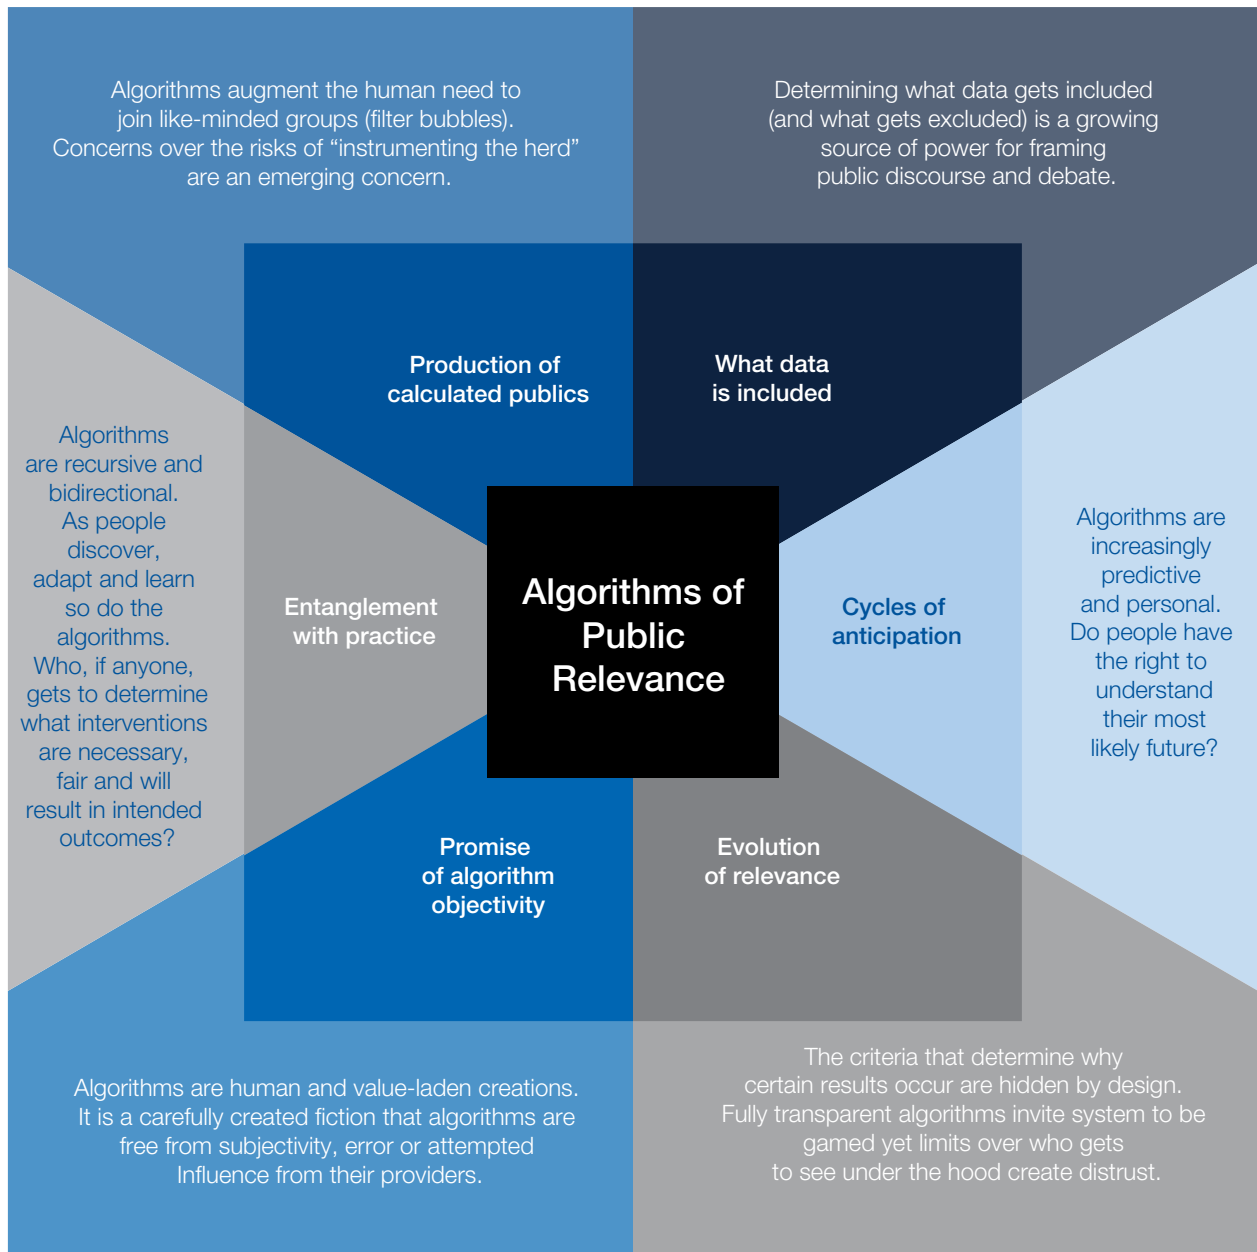 Algorithms augment the human need to
join like-minded groups (filter bubbles).
Concerns over the risks of “instrumenting the herd”
are an emerging concern.
Determining what data gets included
(and what gets excluded) is a growing
source of power for framing
public discourse and debate.
Production of
calculated publics
What data
is included
Algorithms
are recursive and
bidirectional.
As people
discover,
adapt and learn
so do the
algorithms.
Who, if anyone,
gets to determine
what interventions
are necessary,
fair and will
result in intended
outcomes?
Entanglement
with practice
Algorithms of
Public
Relevance
Cycles of
anticipation
Algorithms are
increasingly
predictive
and personal.
Do people have
the right to
understand
their most
likely future?
Promise
of algorithm
objectivity
Evolution
of relevance
Algorithms are human and value-laden creations.
It is a carefully created fiction that algorithms are
free from subjectivity, error or attempted
Influence from their providers.
The criteria that determine why
certain results occur are hidden by design.
Fully transparent algorithms invite system to be
gamed yet limits over who gets
to see under the hood create distrust.